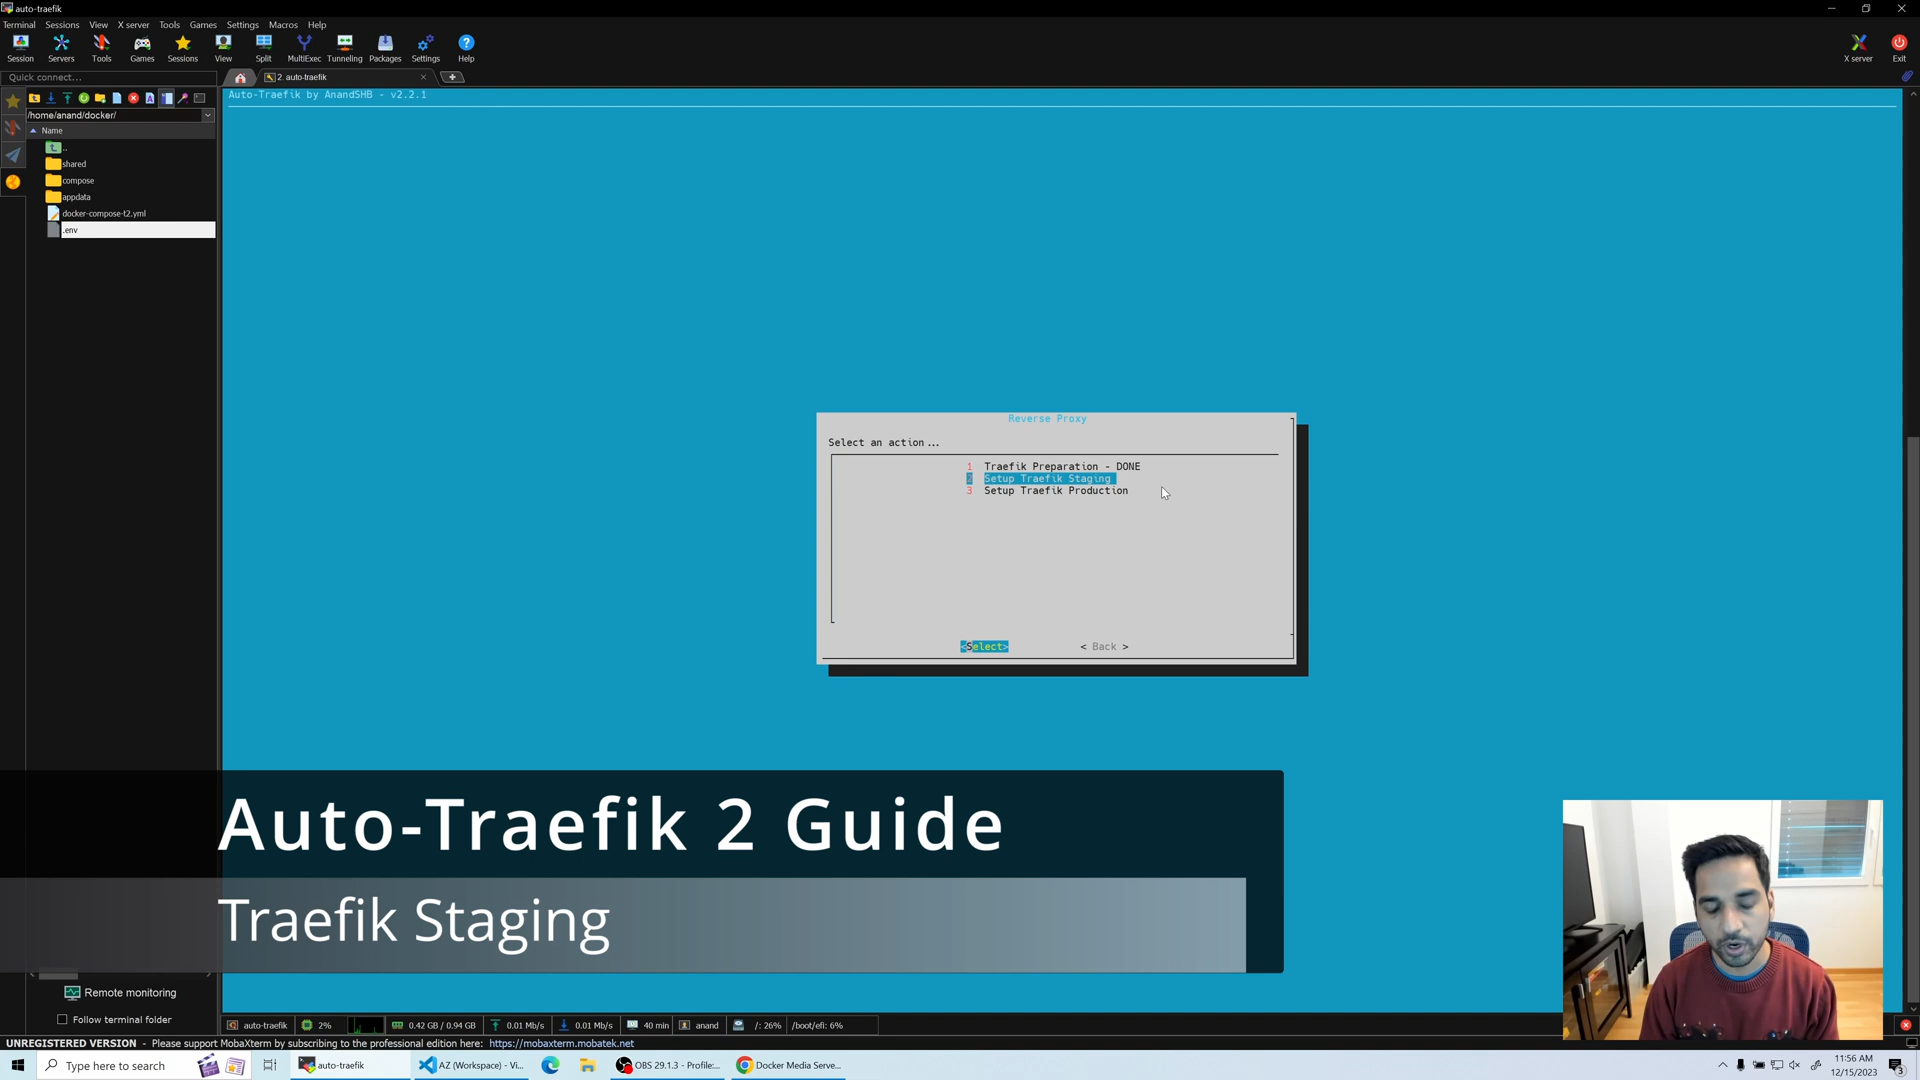 auto-traefik
Terminal Sessions View X server Tools Games Settings Macros Help
Session Servers Tools Games Sessions View Split MultiExec Tunneling Packages Settings Help X server Exit
Quick connect...
2. auto-traefik
/home/anand/docker/
Name
..
shared
compose
appdata
docker-compose-t2.yml
.env
Auto-Traefik by AnandSHB - v2.2.1
Reverse Proxy
Select an action...
1 Traefik Preparation - DONE
2 Setup Traefik Staging
3 Setup Traefik Production
<Select> < Back >
Auto-Traefik 2 Guide
Traefik Staging
Remote monitoring
Follow terminal folder
auto-traefik 2% 0.42 GB / 0.94 GB 0.01 Mb/s 0.01 Mb/s 40 min anand /: 26% /boot/efi: 6%
UNREGISTERED VERSION - Please support MobaXterm by subscribing to the professional edition here: https://mobaxterm.mobatek.net
Type here to search auto-traefik AZ (Workspace) - Vi... OBS 29.1.3 - Profile:... Docker Media Serve...
11:56 AM
12/15/2023
3